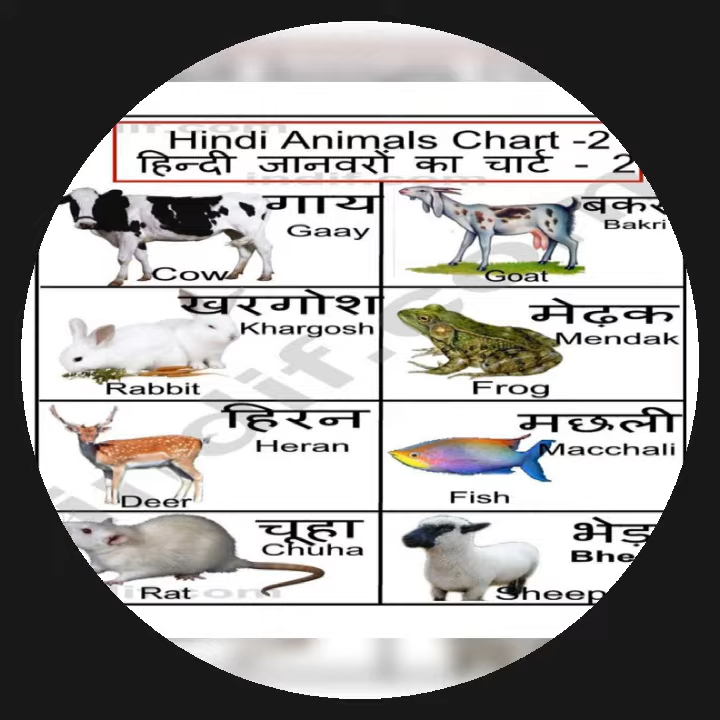 Hindi Animals Chart -2
हिन्दी जानवरों का चार्ट - 2
गाय
Gaay
Cow
Bakri
Goat
खरगोश
Khargosh
Rabbit
मेढ़क
Mendak
Frog
हिरन
Heran
Deer
मछली
Macchali
Fish
चूहा
Chuha
Rat
भेड़
Sheep